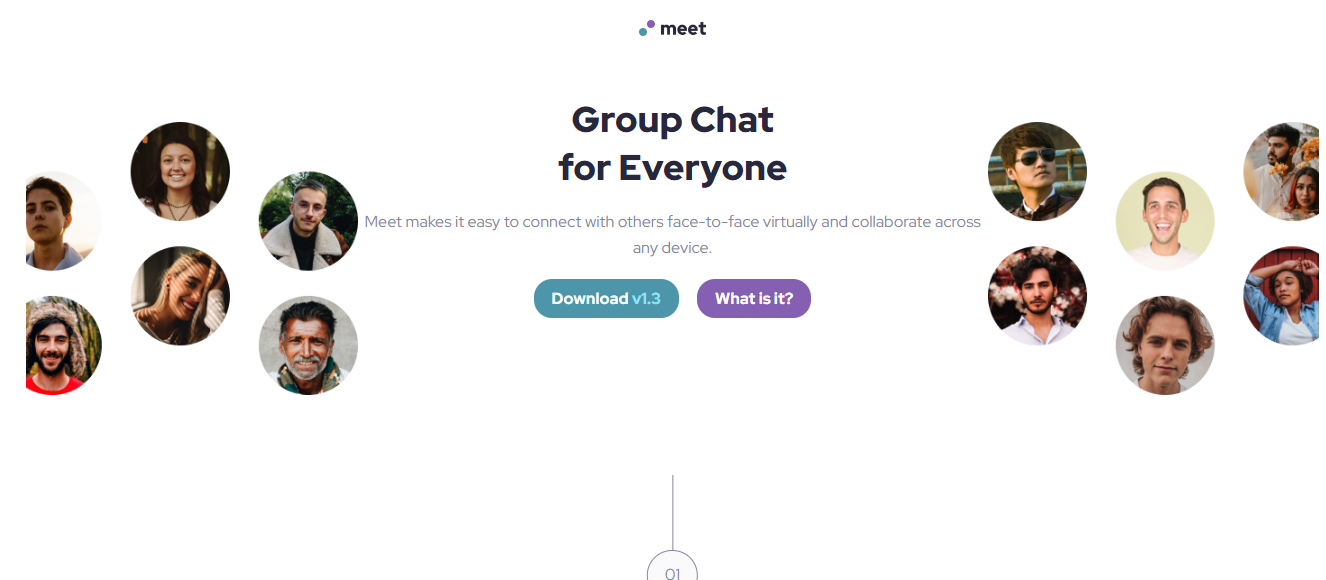 meet
Group Chat
for Everyone
Meet makes it easy to connect with others face-to-face virtually and collaborate across
any device.
Download v1.3
What is it?
01